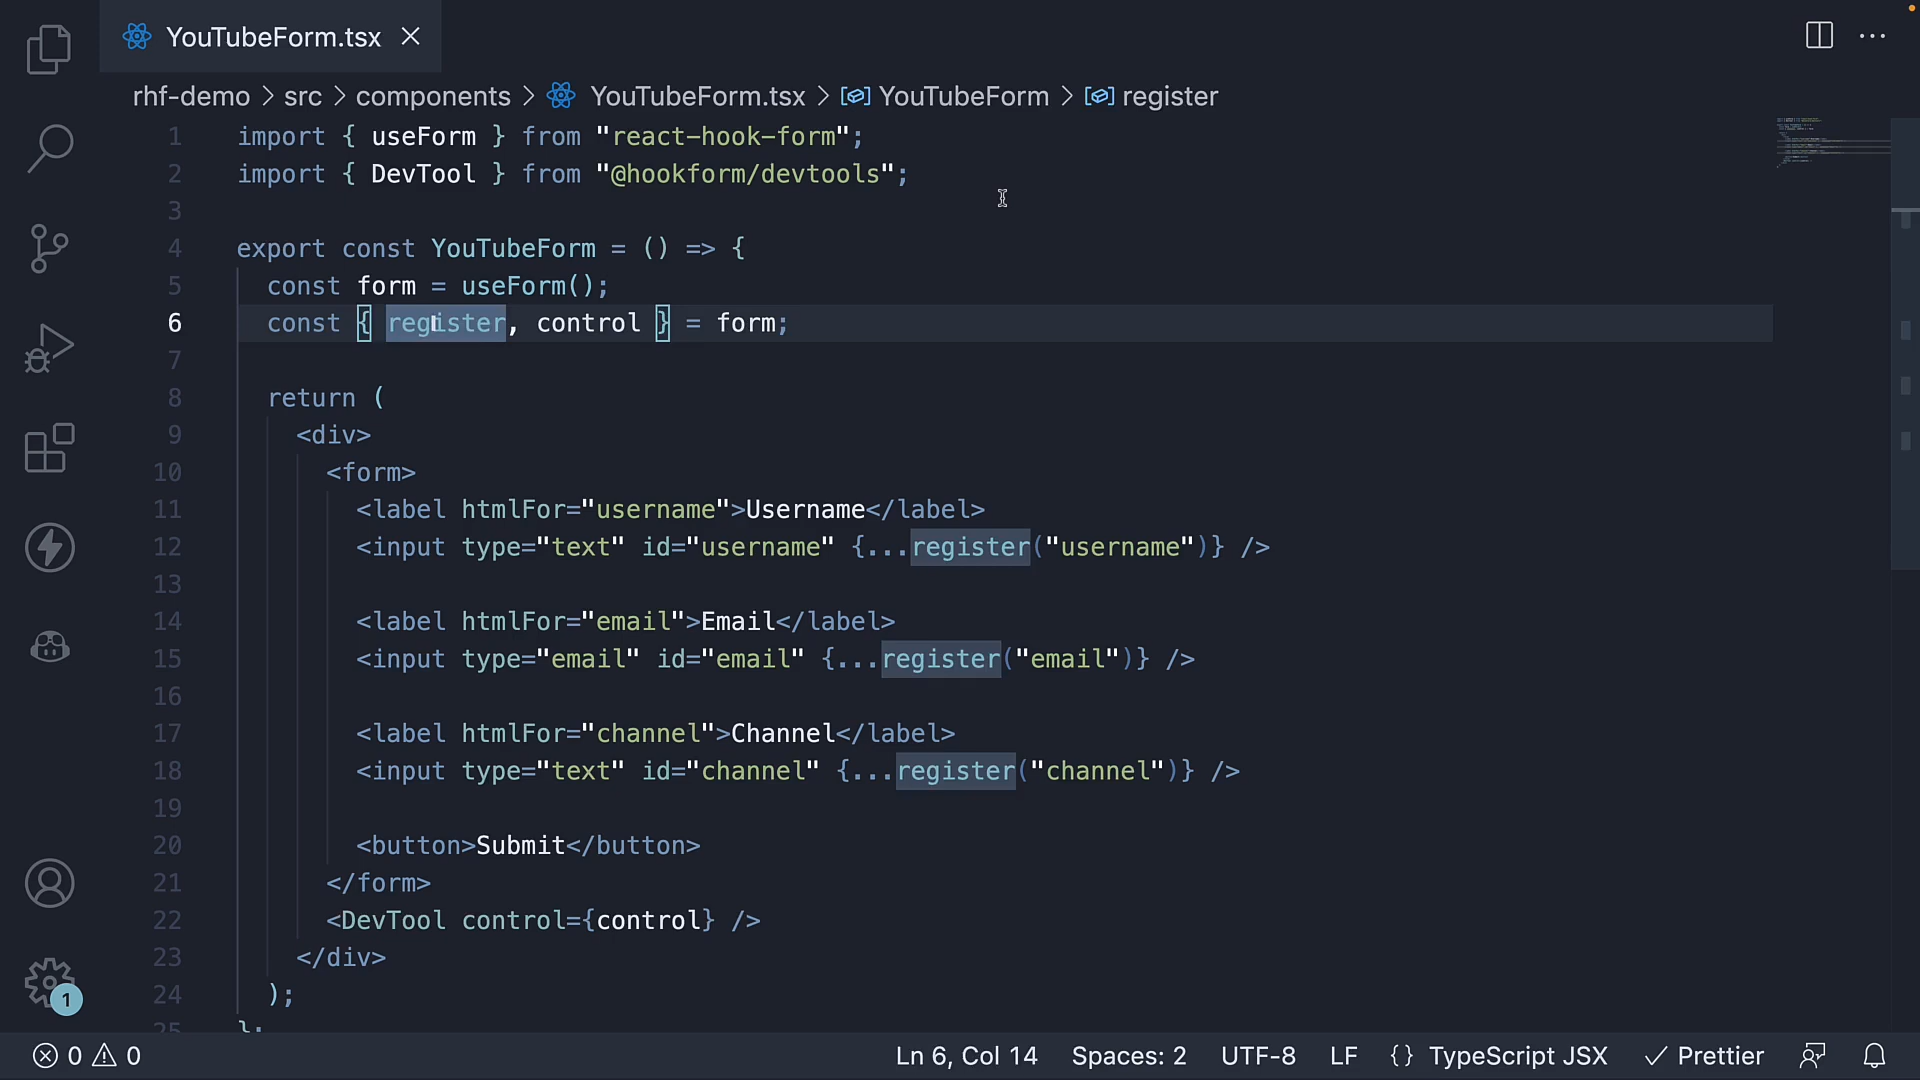 YouTubeForm.tsx
rhf-demo > src > components > YouTubeForm.tsx > YouTubeForm > register
1 import { useForm } from "react-hook-form";
2 import { DevTool } from "@hookform/devtools";
3
4 export const YouTubeForm = () => {
5 const form = useForm();
6 const { register, control } = form;
7
8 return (
9 <div>
10 <form>
11 <label htmlFor="username">Username</label>
12 <input type="text" id="username" {...register("username")} />
13
14 <label htmlFor="email">Email</label>
15 <input type="email" id="email" {...register("email")} />
16
17 <label htmlFor="channel">Channel</label>
18 <input type="text" id="channel" {...register("channel")} />
19
20 <button>Submit</button>
21 </form>
22 <DevTool control={control} />
23 </div>
24 );
25 };
1
0 0 Ln 6, Col 14 Spaces: 2 UTF-8 LF {} TypeScript JSX Prettier